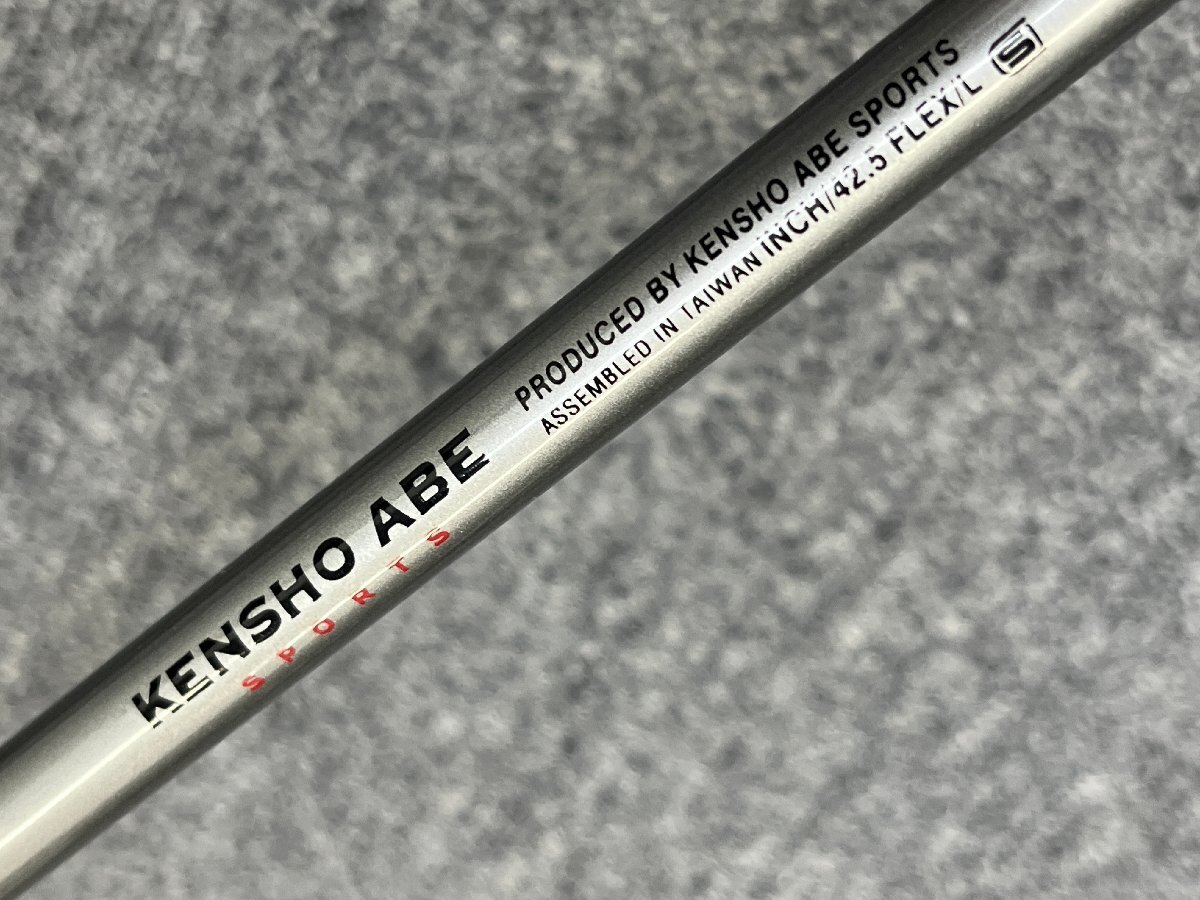 KENSHO ABE
SPORTS
PRODUCED BY KENSHO ABE SPORTS
ASSEMBLED IN TAIWAN INCH/42.5 FLEX/L S